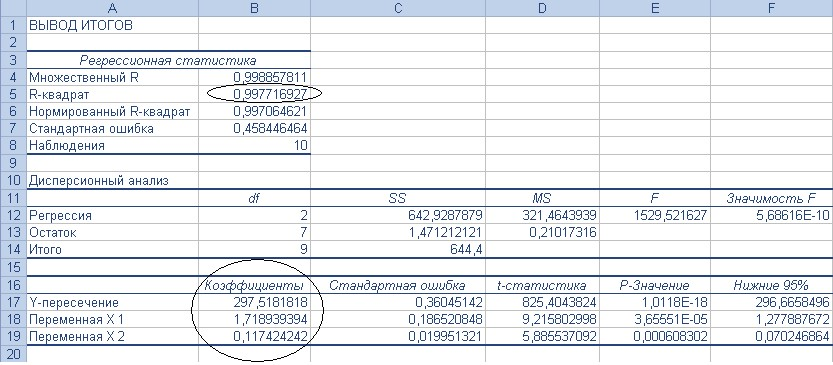 A B C D E F
1 ВЫВОД ИТОГОВ
2
3 Регрессионная статистика
4 Множественный R 0,998857811
5 R-квадрат 0,997716927
6 Нормированный R-квадрат 0,997064621
7 Стандартная ошибка 0,458446464
8 Наблюдения 10
9
10 Дисперсионный анализ
11 df SS MS F Значимость F
12 Регрессия 2 642,9287879 321,4643939 1529,521627 5,68616E-10
13 Остаток 7 1,471212121 0,21017316
14 Итого 9 644,4
15
16 Коэффициенты Стандартная ошибка t-статистика P-Значение Нижние 95%
17 Y-пересечение 297,5181818 0,36045142 825,4043824 1,0118E-18 296,6658496
18 Переменная X 1 1,718939394 0,186520848 9,215802998 3,65551E-05 1,277887672
19 Переменная X 2 0,117424242 0,019951321 5,885537092 0,000608302 0,070246864
20